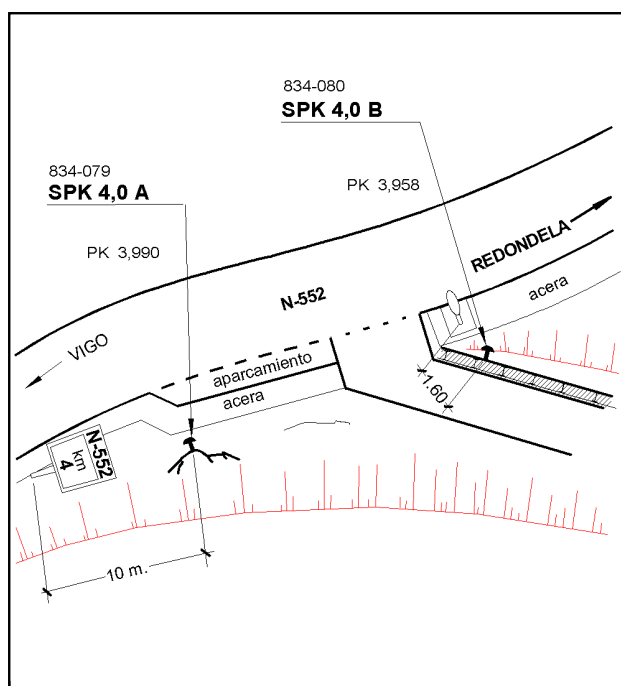 834-080
SPK 4,0 B
834-079
SPK 4,0 A
PK 3,958
PK 3,990
REDONDELA
N-552
acera
VIGO
aparcamiento
acera
1.60
N-552
km
4
10 m.